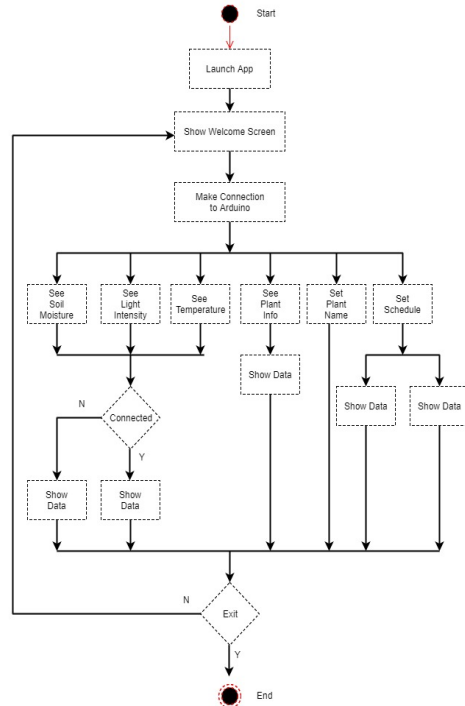 Start
Launch App
Show Welcome Screen
Make Connection
to Arduino
See
Soil
Moisture
See
Light
Intensity
See
Temperature
See
Plant
Info
Set
Plant
Name
Set
Schedule
Show Data
Show Data
Show Data
N
Connected
Y
Show
Data
Show
Data
N
Exit
Y
End